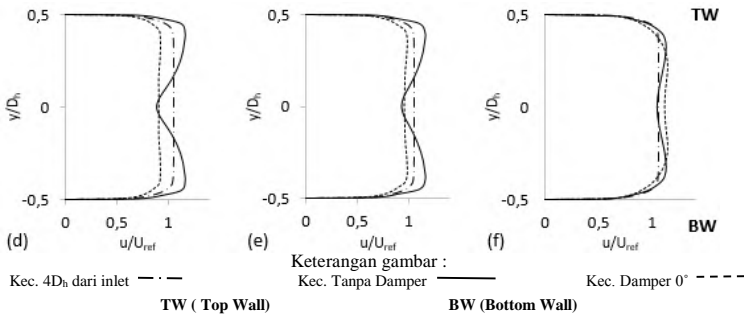 TW
0,5 0,5 0,5
y/Dh y/Dh y/Dh
0 0 0
-0,5 -0,5 -0,5
0 0,5 1 0 0,5 1 0 0,5 1
BW
(d) u/Uref (e) u/Uref (f) u/Uref
Keterangan gambar :
Kec. 4Dh dari inlet Kec. Tanpa Damper Kec. Damper 0˚
TW ( Top Wall) BW (Bottom Wall)